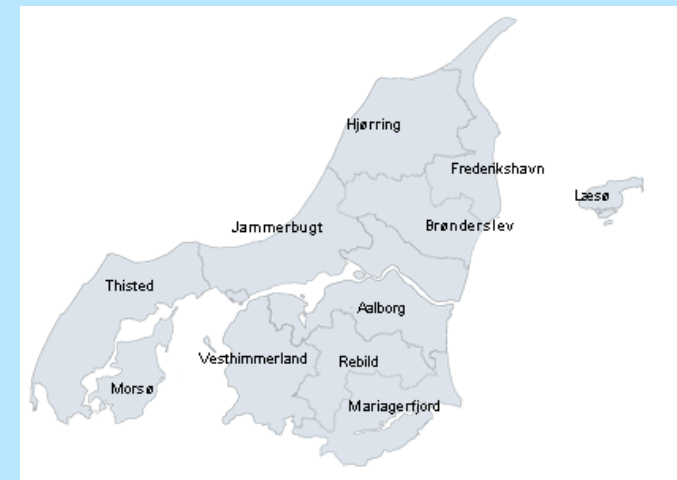 Hjørring
Frederikshavn
Læsø
Jammerbugt
Brønderslev
Thisted
Aalborg
Vesthimmerland
Rebild
Morsø
Mariagerfjord